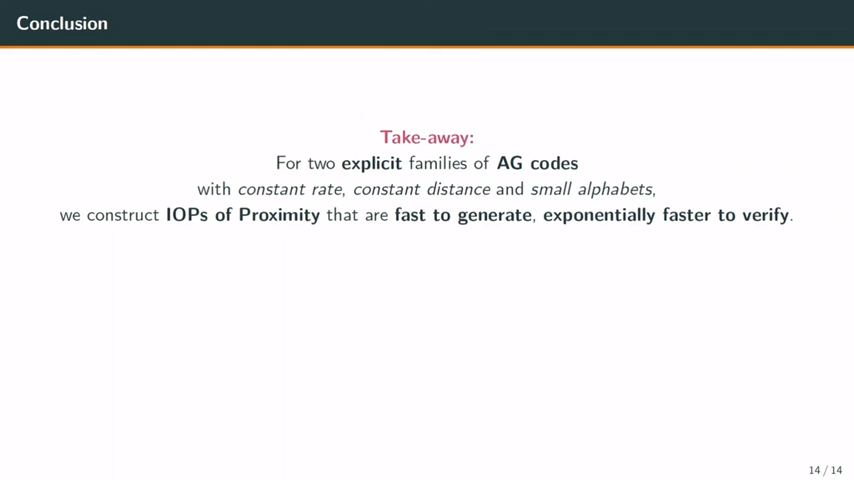 Conclusion
Take-away:
For two explicit families of AG codes
with constant rate, constant distance and small alphabets,
we construct IOPs of Proximity that are fast to generate, exponentially faster to verify.
14 / 14